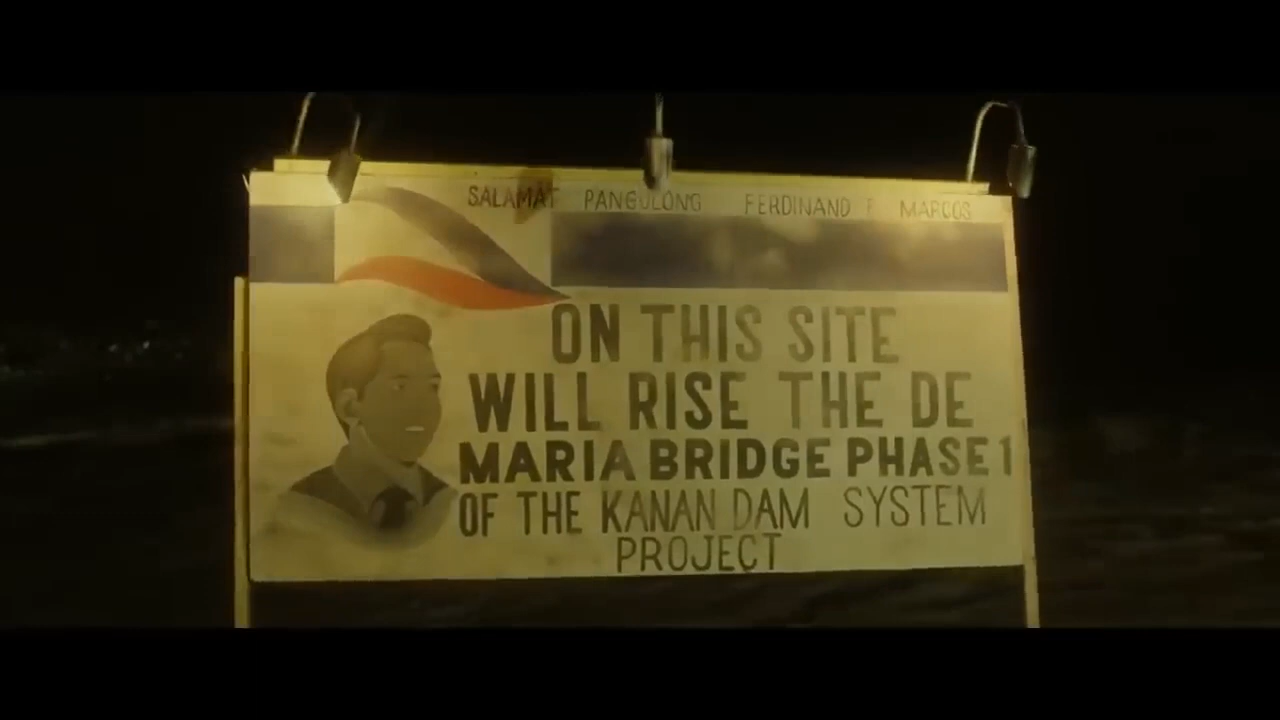 SALAMAT PANGULONG FERDINAND E MARCOS
ON THIS SITE
WILL RISE THE DE
MARIA BRIDGE PHASE 1
OF THE KANAN DAM SYSTEM
PROJECT